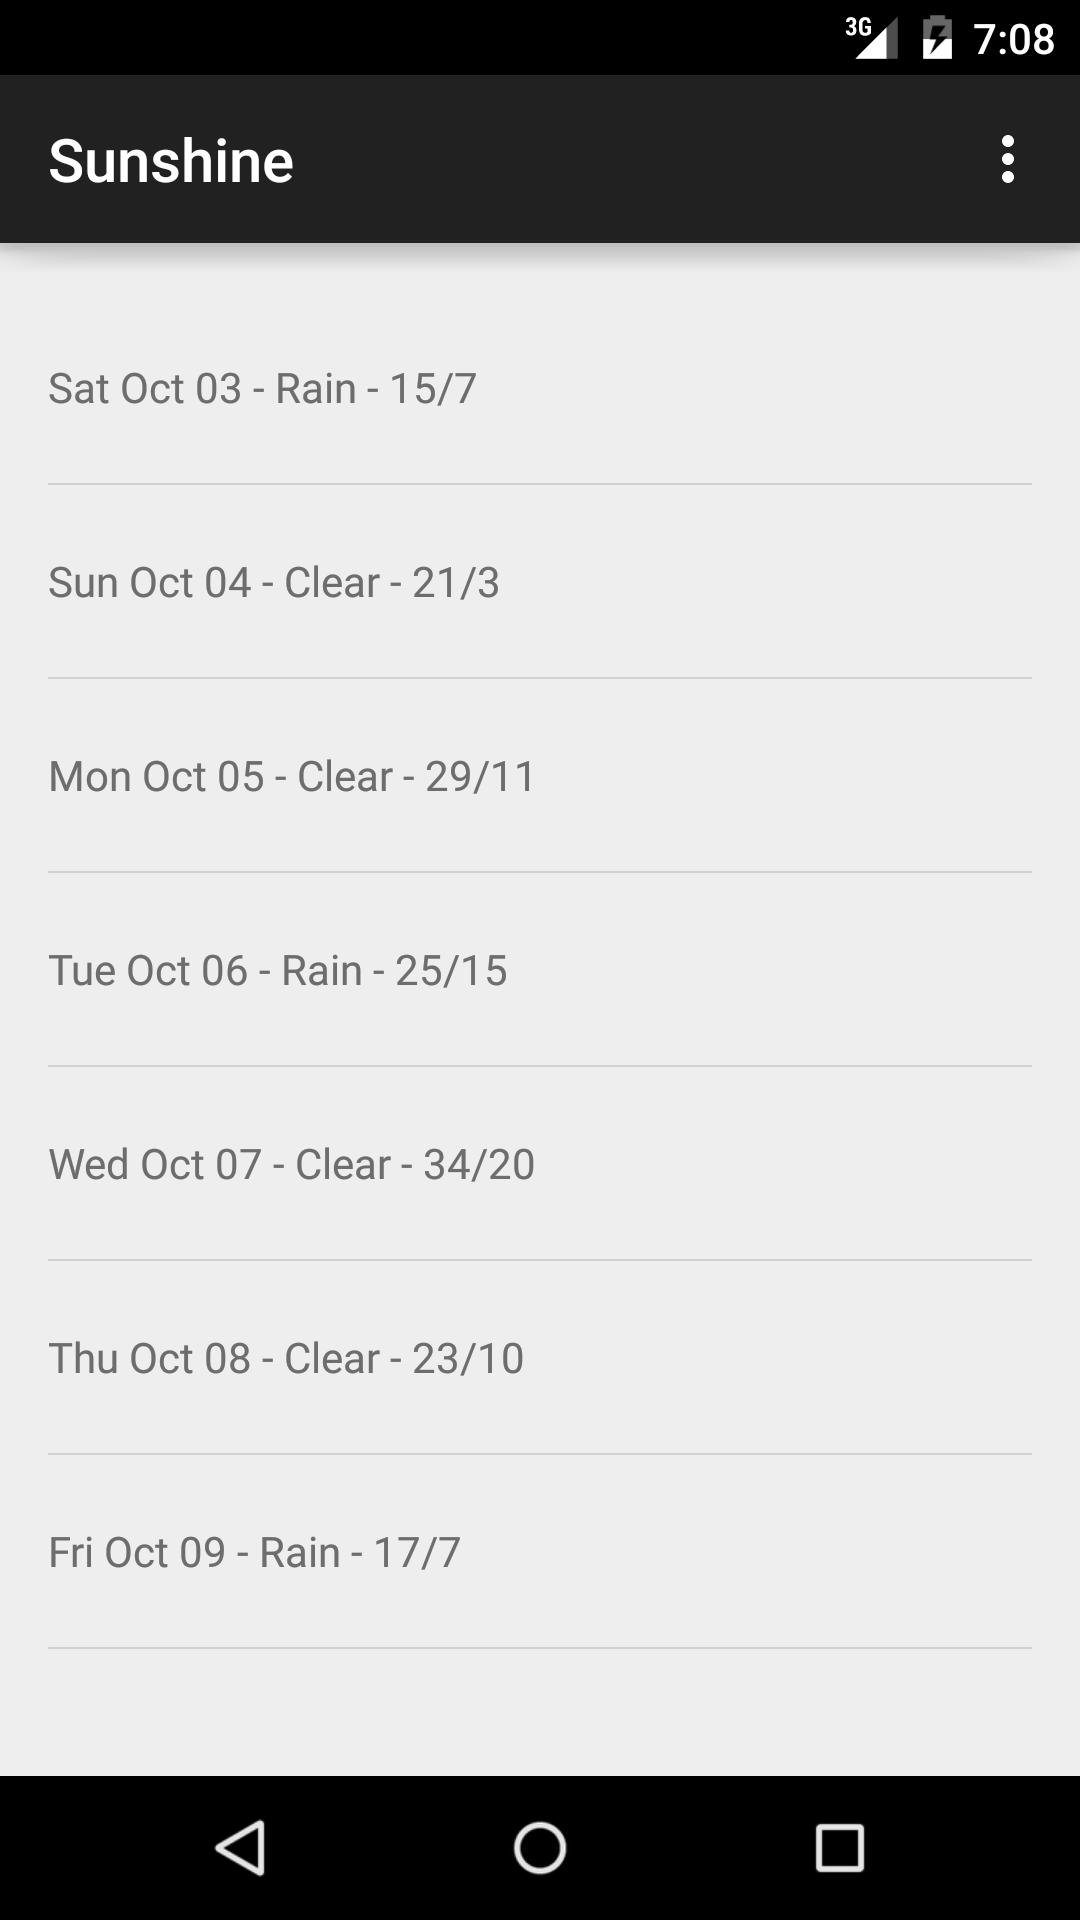 3G 7:08
Sunshine
Sat Oct 03 - Rain - 15/7
Sun Oct 04 - Clear - 21/3
Mon Oct 05 - Clear - 29/11
Tue Oct 06 - Rain - 25/15
Wed Oct 07 - Clear - 34/20
Thu Oct 08 - Clear - 23/10
Fri Oct 09 - Rain - 17/7